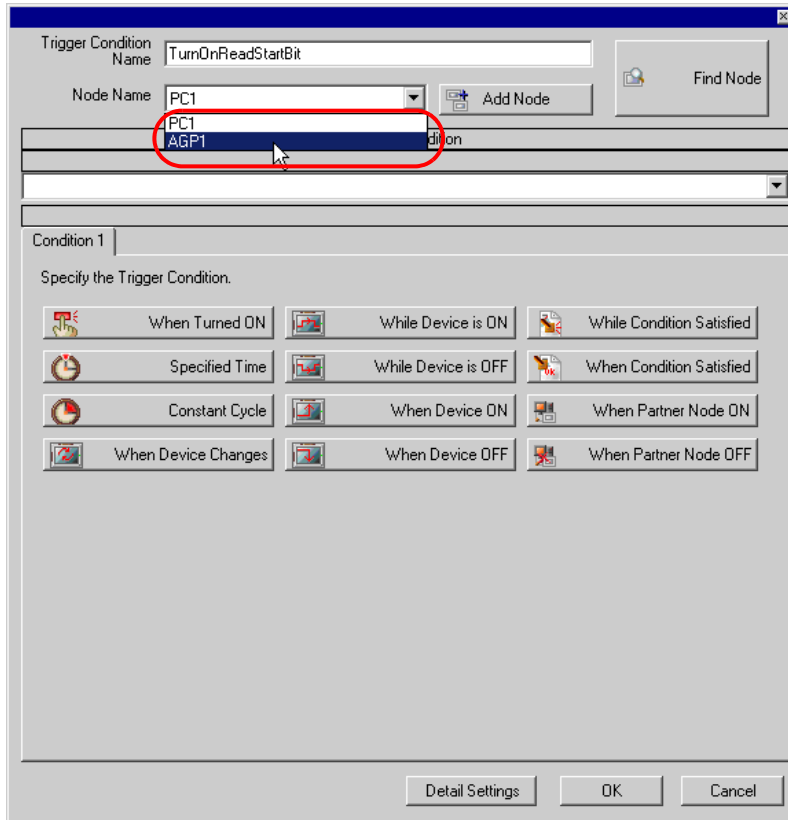 Trigger Condition
Name
TurnOnReadStartBit
Find Node
Node Name
PC1
Add Node
PC1
AGP1
dition
Condition 1
Specify the Trigger Condition.
When Turned ON
While Device is ON
While Condition Satisfied
Specified Time
While Device is OFF
When Condition Satisfied
Constant Cycle
When Device ON
When Partner Node ON
When Device Changes
When Device OFF
When Partner Node OFF
Detail Settings
OK
Cancel